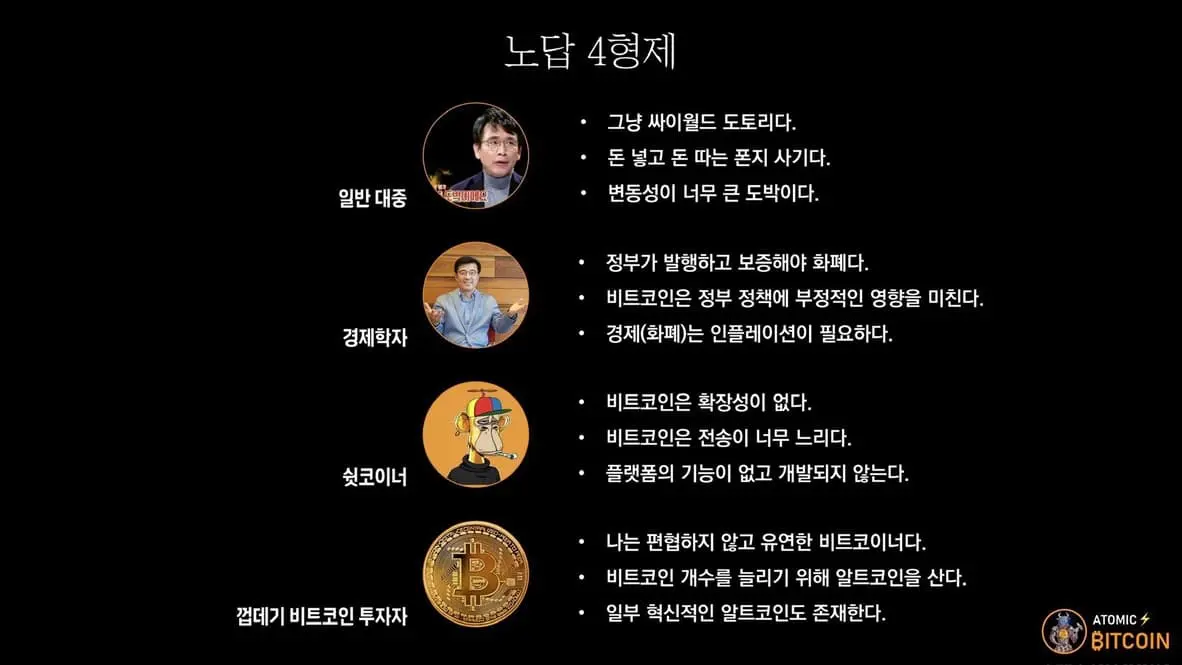 노답 4형제
일반 대중
• 그냥 싸이월드 도토리다.
• 돈 넣고 돈 따는 폰지 사기다.
• 변동성이 너무 큰 도박이다.
경제학자
• 정부가 발행하고 보증해야 화폐다.
• 비트코인은 정부 정책에 부정적인 영향을 미친다.
• 경제(화폐)는 인플레이션이 필요하다.
쉿코이너
• 비트코인은 확장성이 없다.
• 비트코인은 전송이 너무 느리다.
• 플랫폼의 기능이 없고 개발되지 않는다.
껍데기 비트코인 투자자
• 나는 편협하지 않고 유연한 비트코이너다.
• 비트코인 개수를 늘리기 위해 알트코인을 산다.
• 일부 혁신적인 알트코인도 존재한다.
ATOMIC
BITCOIN